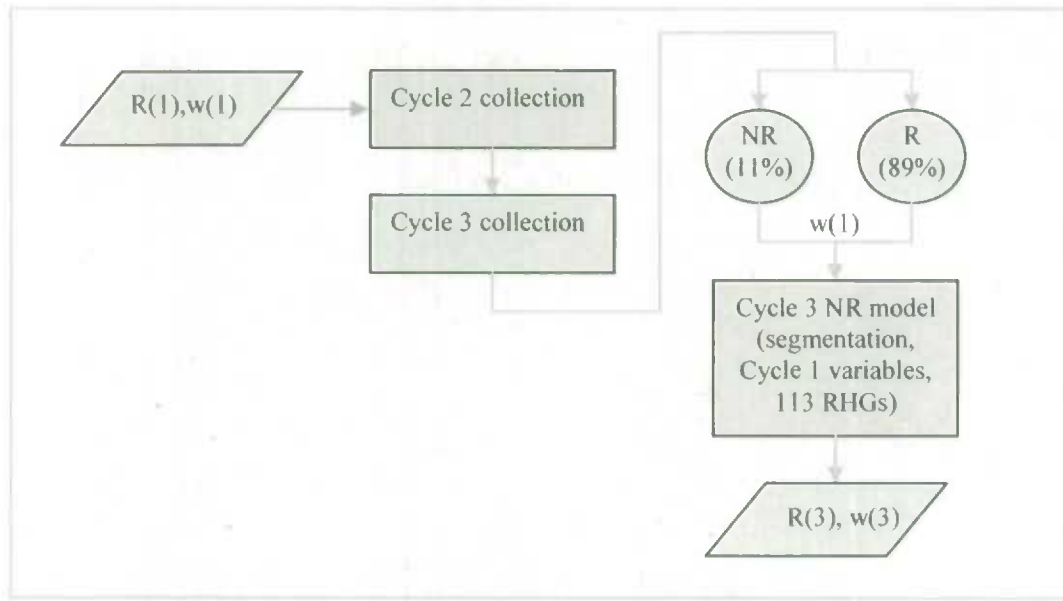 R(1),w(1)
Cycle 2 collection
Cycle 3 collection
NR
(11%)
R
(89%)
w(1)
Cycle 3 NR model
(segmentation,
Cycle 1 variables,
113 RHGs)
R(3), w(3)